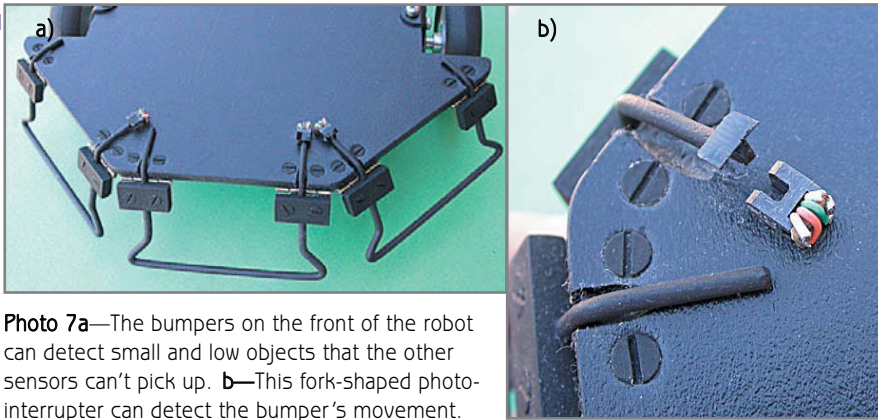 a)
b)
Photo 7a—The bumpers on the front of the robot
can detect small and low objects that the other
sensors can't pick up. b—This fork-shaped photo-
interrupter can detect the bumper's movement.